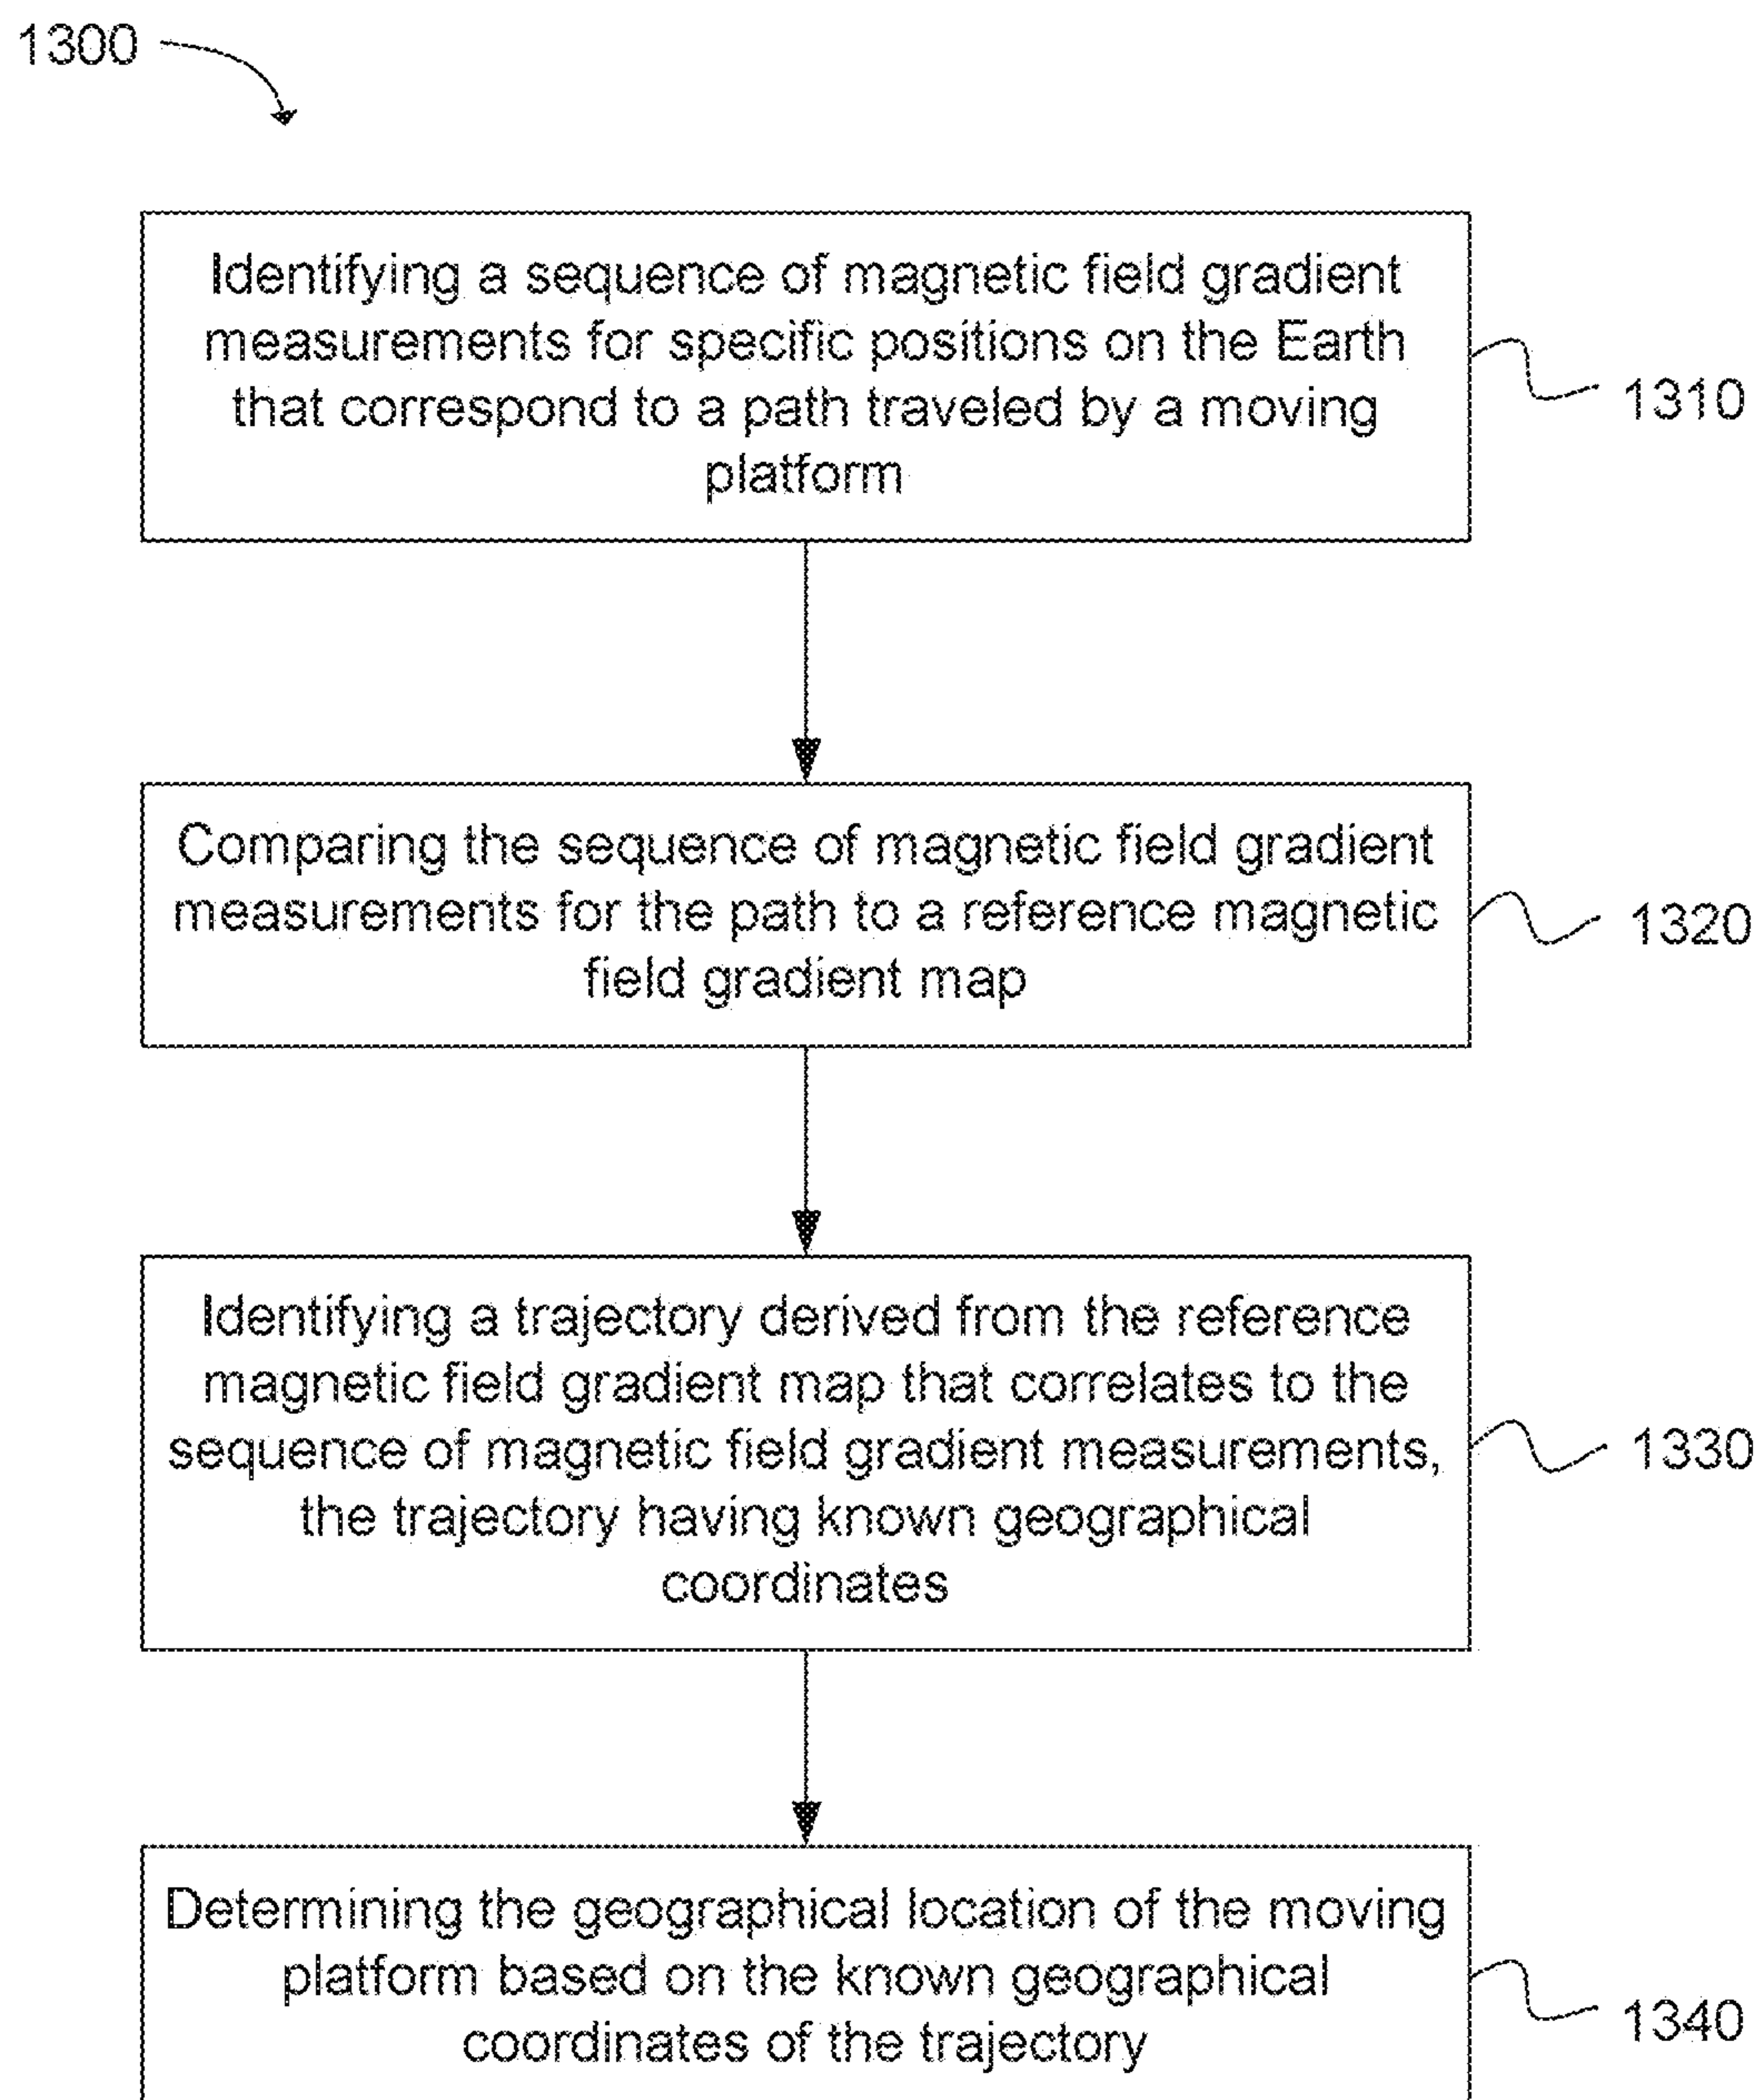 1300
Identifying a sequence of magnetic field gradient
measurements for specific positions on the Earth
that correspond to a path traveled by a moving
platform
1310
Comparing the sequence of magnetic field gradient
measurements for the path to a reference magnetic
field gradient map
1320
Identifying a trajectory derived from the reference
magnetic field gradient map that correlates to the
sequence of magnetic field gradient measurements,
the trajectory having known geographical
coordinates
1330
Determining the geographical location of the moving
platform based on the known geographical
coordinates of the trajectory
1340